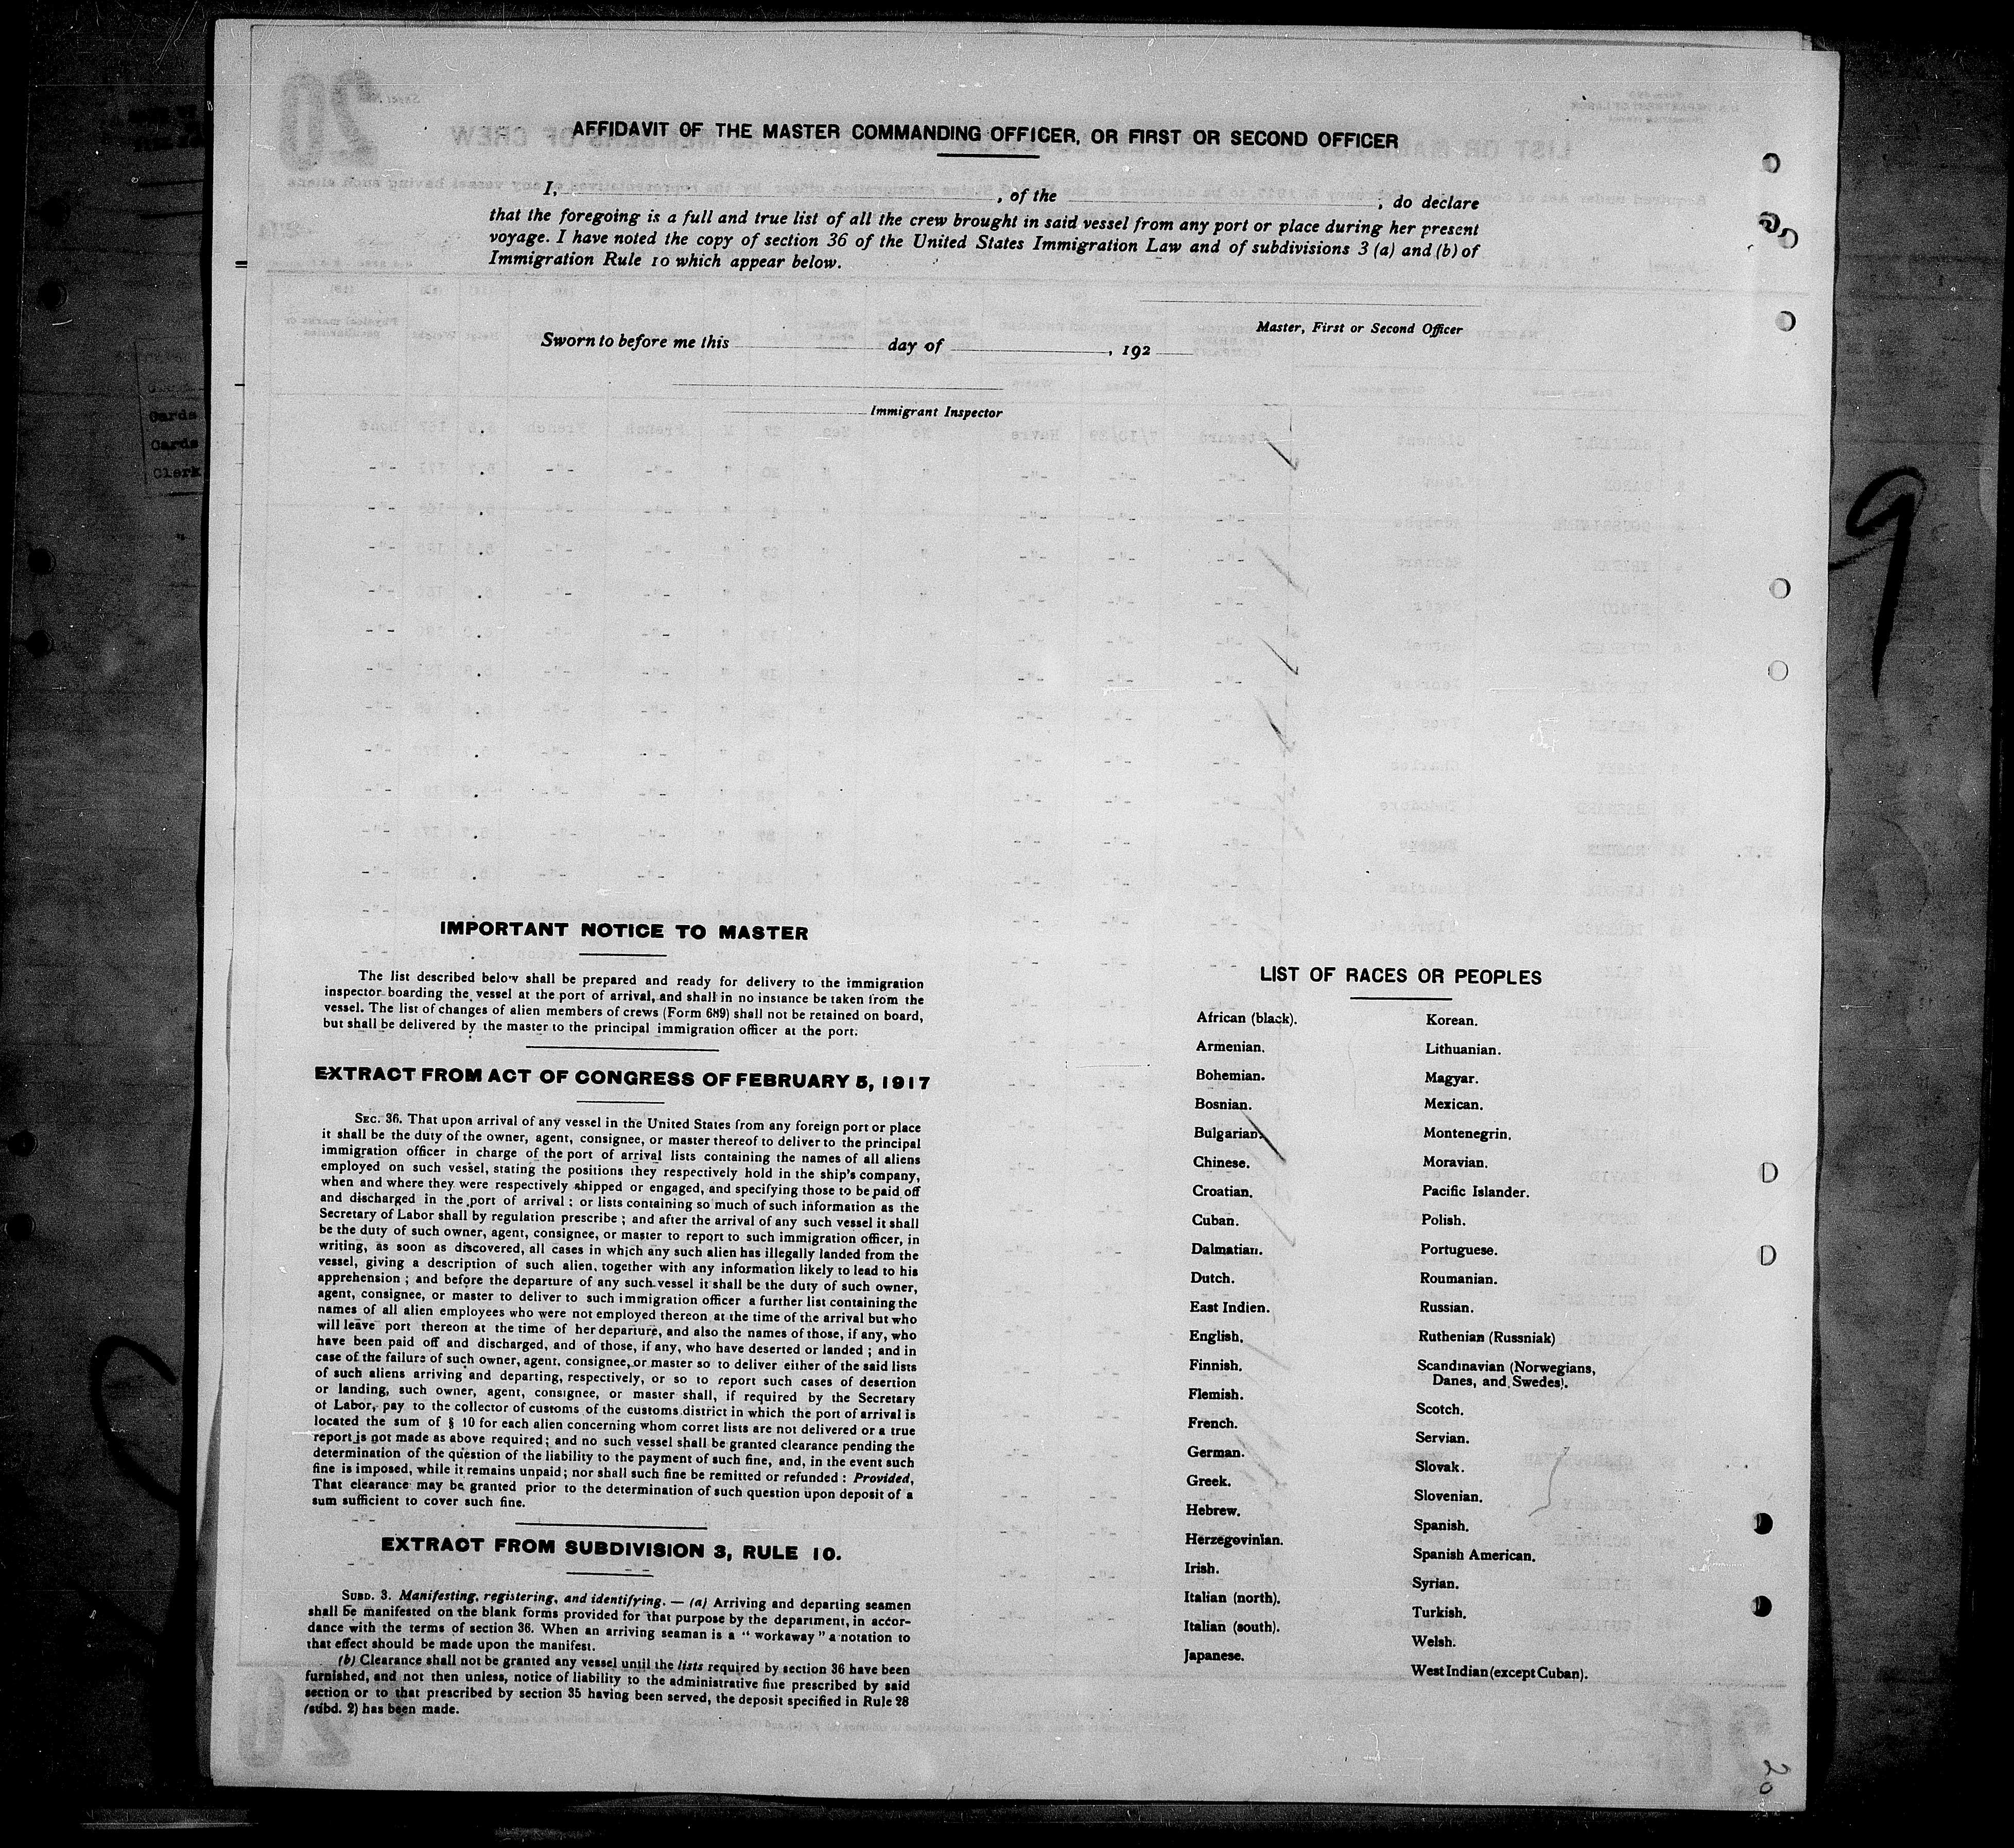 AFFIDAVIT OF THE MASTER COMMANDING OFFICER, OR FIRST OR SECOND OFFICER
I, , of the , do declare
that the foregoing is a full and true list of all the crew brought in said vessel from any port or place during her present
voyage. I have noted the copy of section 36 of the United States Immigration Law and of subdivisions 3 (a) and (b) of
Immigration Rule 10 which appear below.
Master, First or Second Officer
Sworn to before me this day of , 192
Immigrant Inspector
Cards
Cards
Clerk
9
IMPORTANT NOTICE TO MASTER
The list described below shall be prepared and ready for delivery to the immigration
inspector boarding the vessel at the port of arrival, and shall in no instance be taken from the
vessel. The list of changes of alien members of crews (Form 689) shall not be retained on board,
but shall be delivered by the master to the principal immigration officer at the port.
EXTRACT FROM ACT OF CONGRESS OF FEBRUARY 5, 1917
SEC. 36. That upon arrival of any vessel in the United States from any foreign port or place
it shall be the duty of the owner, agent, consignee, or master thereof to deliver to the principal
immigration officer in charge of the port of arrival lists containing the names of all aliens
employed on such vessel, stating the positions they respectively hold in the ship's company,
when and where they were respectively shipped or engaged, and specifying those to be paid off
and discharged in the port of arrival; or lists containing so much of such information as the
Secretary of Labor shall by regulation prescribe; and after the arrival of any such vessel it shall
be the duty of such owner, agent, consignee, or master to report to such immigration officer, in
writing, as soon as discovered, all cases in which any such alien has illegally landed from the
vessel, giving a description of such alien, together with any information likely to lead to his
apprehension; and before the departure of any such vessel it shall be the duty of such owner,
agent, consignee, or master to deliver to such immigration officer a further list containing the
names of all alien employees who were not employed thereon at the time of the arrival but who
will leave port thereon at the time of her departure, and also the names of those, if any, who
have been paid off and discharged, and of those, if any, who have deserted or landed; and in
case of the failure of such owner, agent, consignee, or master so to deliver either of the said lists
of such aliens arriving and departing, respectively, or so to report such cases of desertion
or landing, such owner, agent, consignee, or master shall, if required by the Secretary
of Labor, pay to the collector of customs of the customs district in which the port of arrival is
located the sum of § 10 for each alien concerning whom corret lists are not delivered or a true
report is not made as above required; and no such vessel shall be granted clearance pending the
determination of the question of the liability to the payment of such fine, and, in the event such
fine is imposed, while it remains unpaid; nor shall such fine be remitted or refunded: Provided,
That clearance may be granted prior to the determination of such question upon deposit of a
sum sufficient to cover such fine.
EXTRACT FROM SUBDIVISION 3, RULE 10.
SUBD. 3. Manifesting, registering, and identifying. — (a) Arriving and departing seamen
shall be manifested on the blank forms provided for that purpose by the department, in accor-
dance with the terms of section 36. When an arriving seaman is a "workaway" a notation to
that effect should be made upon the manifest.
(b) Clearance shall not be granted any vessel until the lists required by section 36 have been
furnished, and not then unless, notice of liability to the administrative fine prescribed by said
section or to that prescribed by section 35 having been served, the deposit specified in Rule 28
(subd. 2) has been made.
LIST OF RACES OR PEOPLES
African (black).
Armenian.
Bohemian.
Bosnian.
Bulgarian.
Chinese.
Croatian.
Cuban.
Dalmatian.
Dutch.
East Indien.
English.
Finnish.
Flemish.
French.
German.
Greek.
Hebrew.
Herzegovinian.
Irish.
Italian (north).
Italian (south).
Japanese.
Korean.
Lithuanian.
Magyar.
Mexican.
Montenegrin.
Moravian.
Pacific Islander.
Polish.
Portuguese.
Roumanian.
Russian.
Ruthenian (Russniak)
Scandinavian (Norwegians,
Danes, and Swedes).
Scotch.
Servian.
Slovak.
Slovenian.
Spanish.
Spanish American.
Syrian.
Turkish.
Welsh.
West Indian (except Cuban).
20